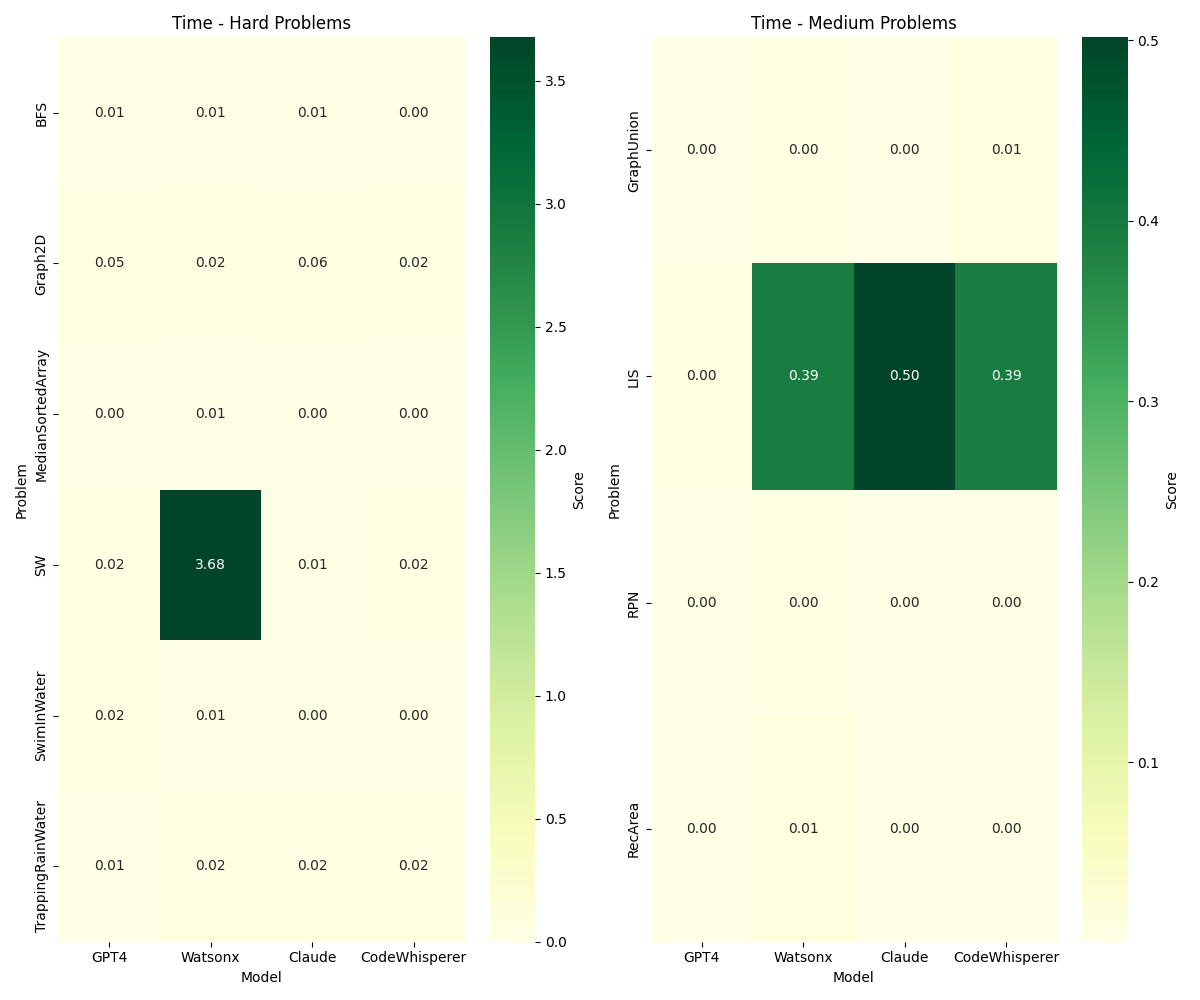 Time - Hard Problems
BFS 0.01 0.01 0.01 0.00
Graph2D 0.05 0.02 0.06 0.02
MedianSortedArray 0.00 0.01 0.00 0.00
SW 0.02 3.68 0.01 0.02
SwimInWater 0.02 0.01 0.00 0.00
TrappingRainWater 0.01 0.02 0.02 0.02
GPT4 Watsonx Claude CodeWhisperer
Model
Problem
3.5
3.0
2.5
2.0
1.5
1.0
0.5
0.0
Score
Time - Medium Problems
GraphUnion 0.00 0.00 0.00 0.01
LIS 0.00 0.39 0.50 0.39
RPN 0.00 0.00 0.00 0.00
RecArea 0.00 0.01 0.00 0.00
GPT4 Watsonx Claude CodeWhisperer
Model
Problem
0.5
0.4
0.3
0.2
0.1
Score